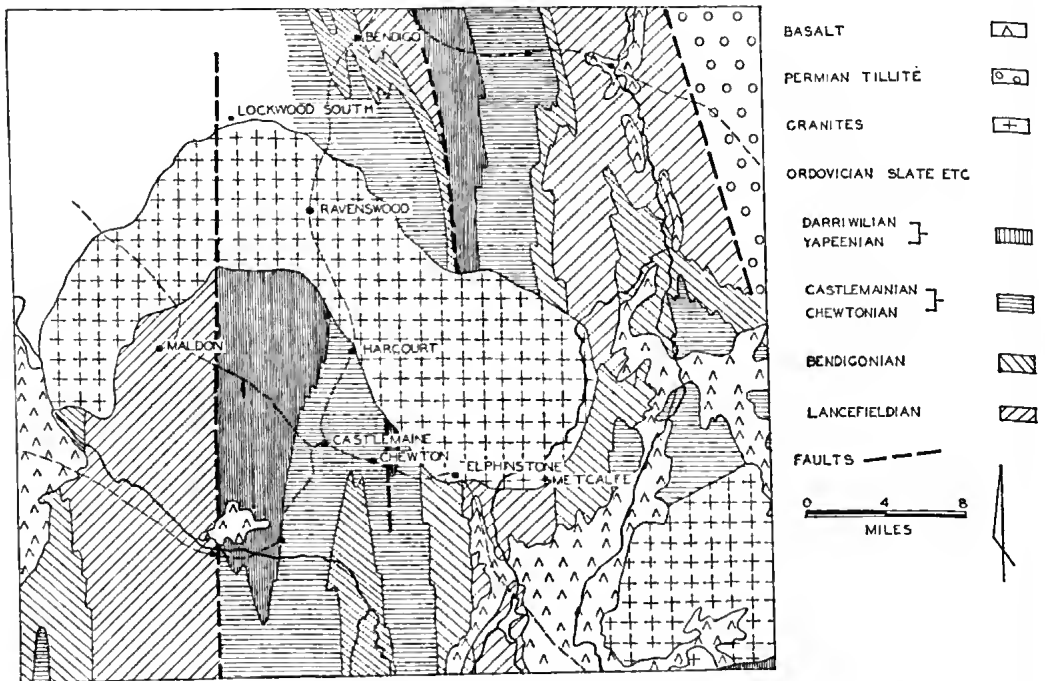 BENDIGO
LOCKWOOD SOUTH
RAVENSWOOD
MALDON
HARCOURT
CASTLEMAINE
CHEWTON
ELPHINSTONE
METCALFE
BASALT
PERMIAN TILLITÉ
GRANITES
ORDOVICIAN SLATE ETC
DARRIWILIAN
YAPEENIAN
CASTLEMAINIAN
CHEWTONIAN
BENDIGONIAN
LANCEFIELDIAN
FAULTS
0 4 8
MILES